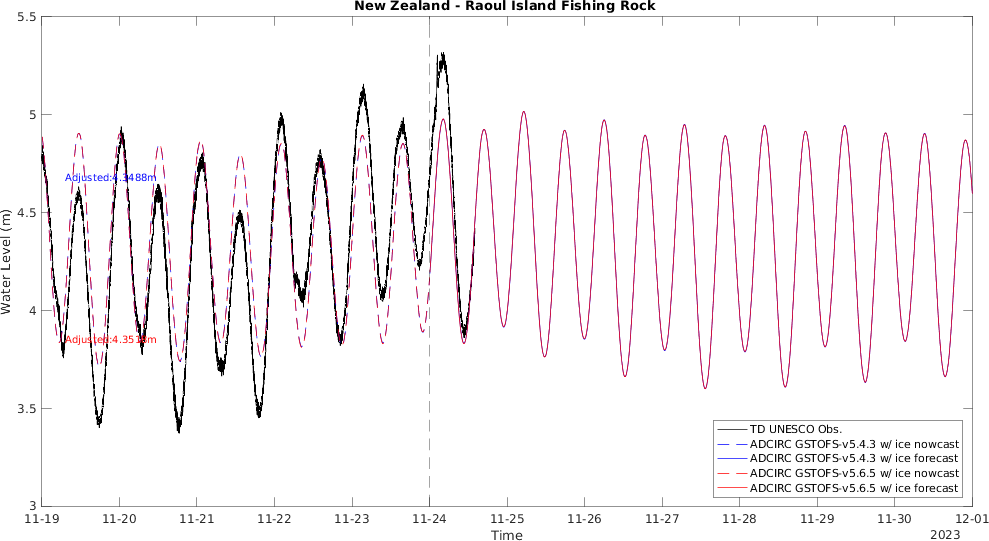 New Zealand - Raoul Island Fishing Rock
5.5
5
4.5
4
3.5
3
Water Level (m)
Adjusted:4.3488m
TD UNESCO Obs.
ADCIRC GSTOFS-v5.4.3 w/ ice nowcast
ADCIRC GSTOFS-v5.4.3 w/ ice forecast
ADCIRC GSTOFS-v5.6.5 w/ ice nowcast
ADCIRC GSTOFS-v5.6.5 w/ ice forecast
11-19 11-20 11-21 11-22 11-23 11-24 11-25 11-26 11-27 11-28 11-29 11-30 12-01
Time
2023